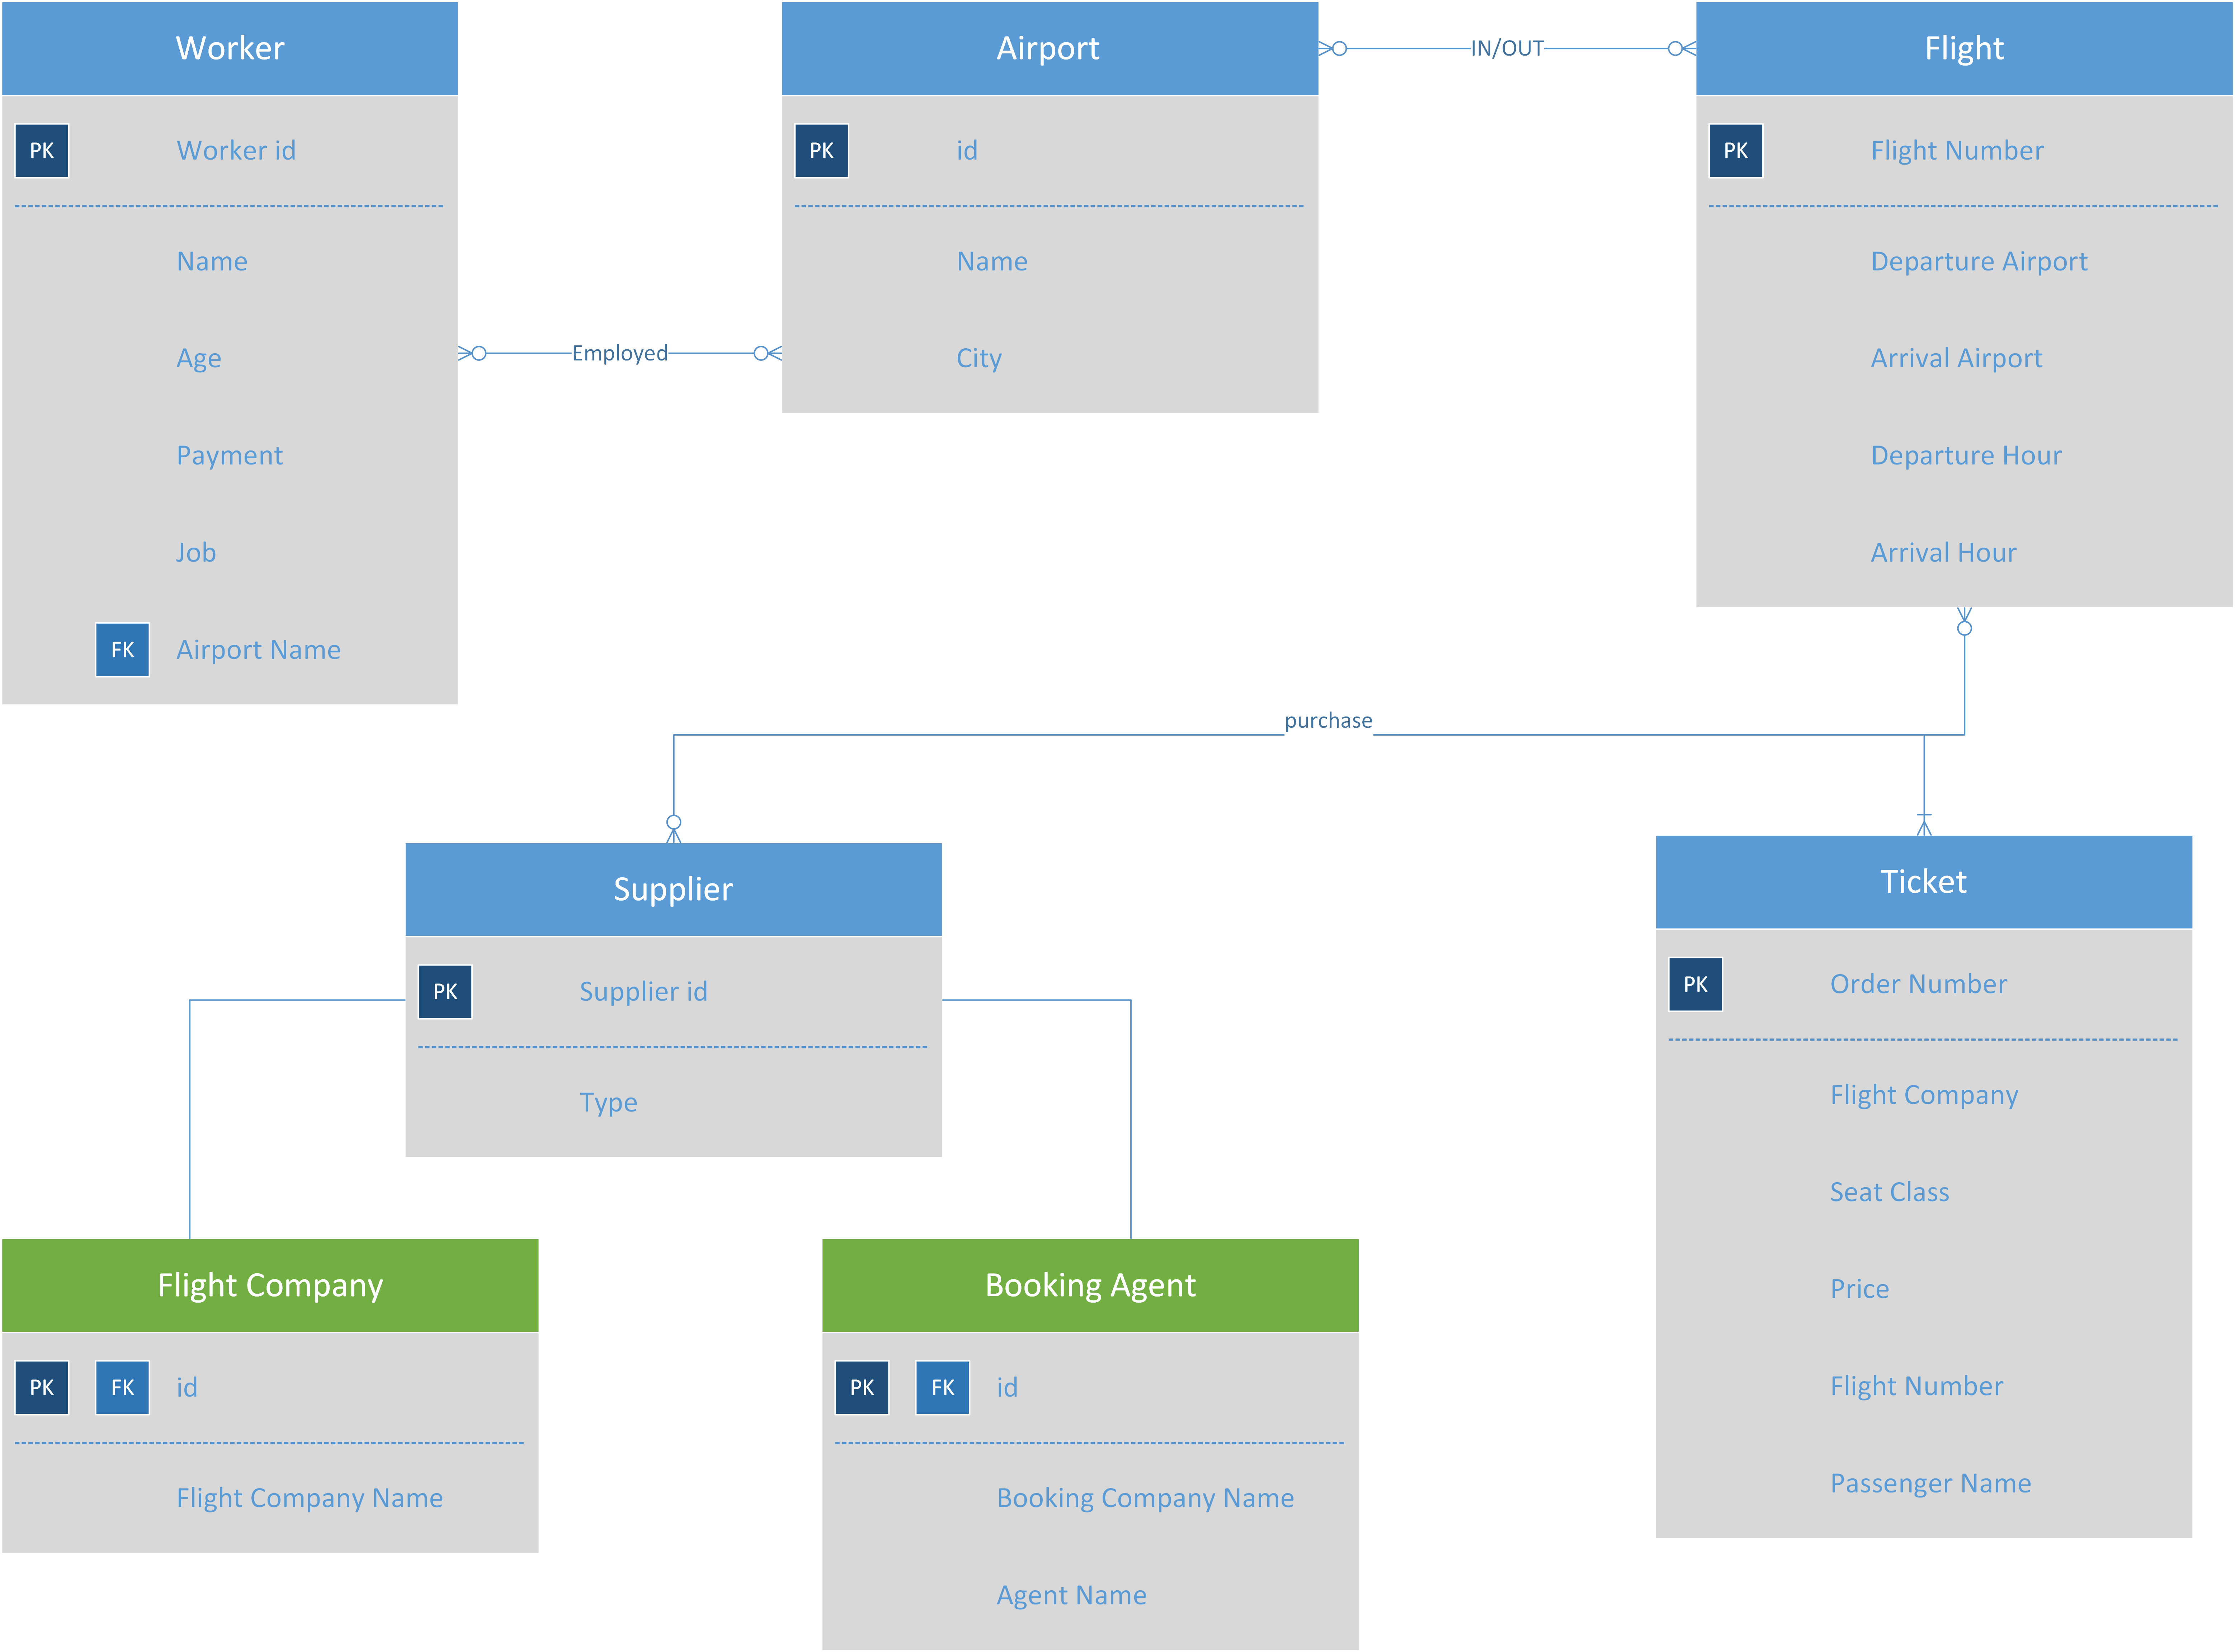 Worker
PK Worker id
Name
Age
Payment
Job
FK Airport Name
Employed
Airport
PK id
Name
City
IN/OUT
Flight
PK Flight Number
Departure Airport
Arrival Airport
Departure Hour
Arrival Hour
purchase
Supplier
PK Supplier id
Type
Ticket
PK Order Number
Flight Company
Seat Class
Price
Flight Number
Passenger Name
Flight Company
PK FK id
Flight Company Name
Booking Agent
PK FK id
Booking Company Name
Agent Name